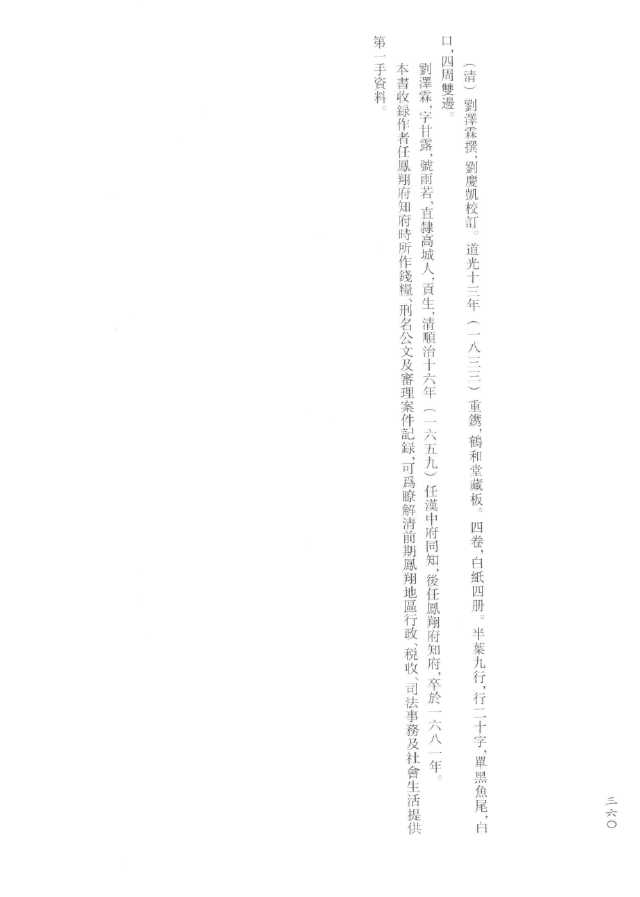 （清）劉澤霖撰，劉慶凱校訂。道光十三年（一八三三）重鐫，鶴和堂藏板。四卷，白紙四册。半葉九行，行二十字，單黑魚尾，白
口，四周雙邊。
劉澤霖，字甘露，號雨若，直隸高城人，貢生，清順治十六年（一六五九）任漢中府同知，後任鳳翔府知府，卒於一六八一年。
本書收録作者任鳳翔府知府時所作錢糧、刑名公文及審理案件記録，可爲瞭解清前期鳳翔地區行政、税收、司法事務及社會生活提供
第一手資料。
三六〇